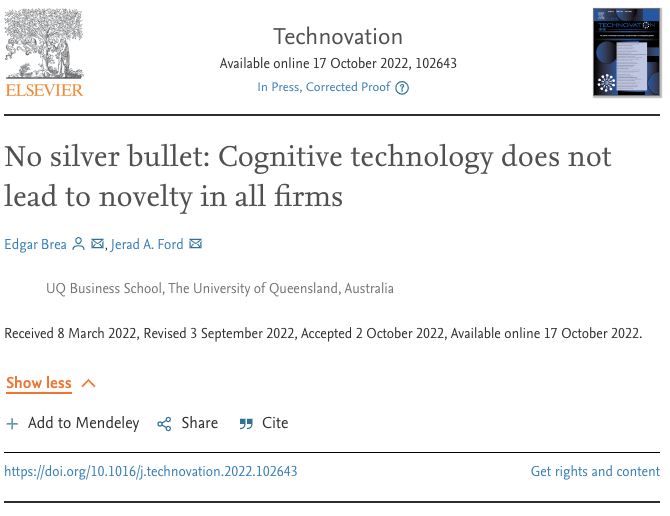 ELSEVIER
Technovation
Available online 17 October 2022, 102643
In Press, Corrected Proof ?
TECHNOVATION
No silver bullet: Cognitive technology does not
lead to novelty in all firms
Edgar Brea, Jerad A. Ford
UQ Business School, The University of Queensland, Australia
Received 8 March 2022, Revised 3 September 2022, Accepted 2 October 2022, Available online 17 October 2022.
Show less
+ Add to Mendeley Share Cite
https://doi.org/10.1016/j.technovation.2022.102643 Get rights and content